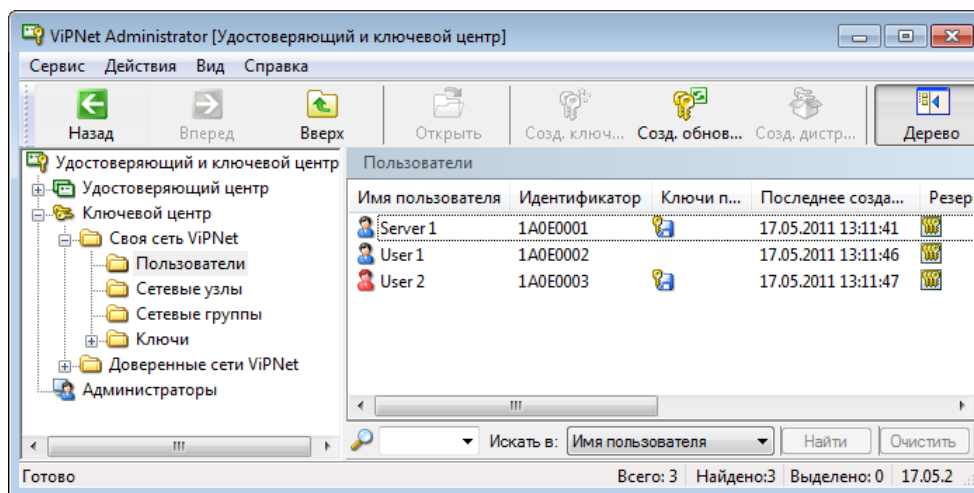 ViPNet Administrator [Удостоверяющий и ключевой центр]
Сервис Действия Вид Справка
Назад Вперед Вверх Открыть Созд. ключ... Созд. обнов... Созд. дистр... Дерево
Удостоверяющий и ключевой центр
Удостоверяющий центр
Ключевой центр
Своя сеть ViPNet
Пользователи
Сетевые узлы
Сетевые группы
Ключи
Доверенные сети ViPNet
Администраторы
Пользователи
Имя пользователя Идентификатор Ключи п... Последнее созда... Резер
Server 1 1A0E0001 17.05.2011 13:11:41
User 1 1A0E0002 17.05.2011 13:11:46
User 2 1A0E0003 17.05.2011 13:11:47
Искать в: Имя пользователя Найти Очистить
Готово Всего: 3 Найдено:3 Выделено: 0 17.05.2